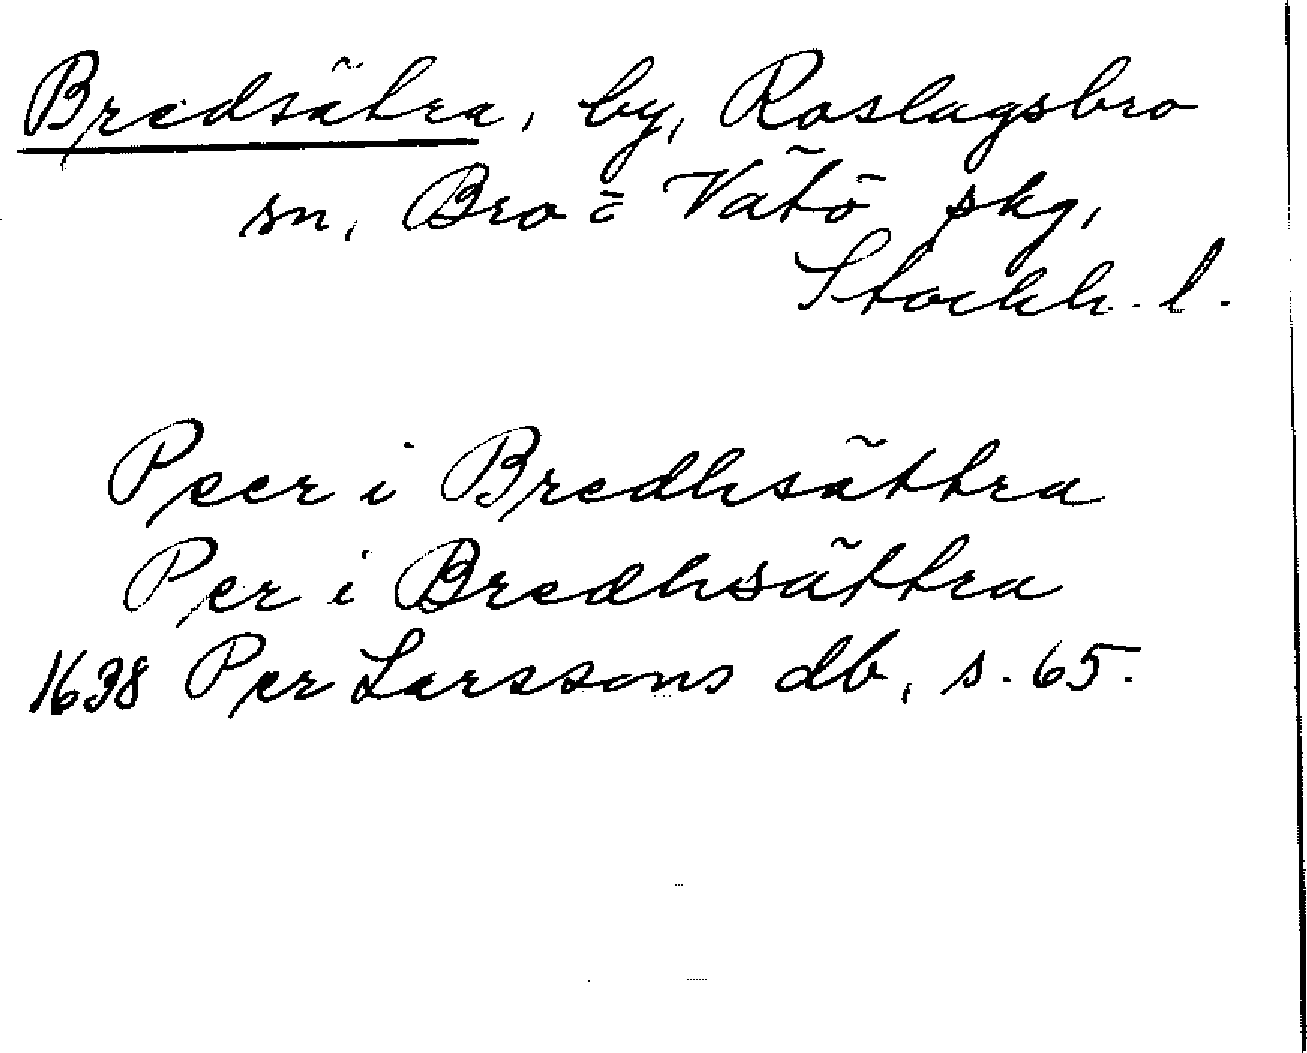 Bredsätra, by, Roslagsbro
sn, Bro o Vätö skg,
Stockh. l.
Peer i Bredhsättra
Per i Bredhsättra
1638 Per Larssons db, s. 65.